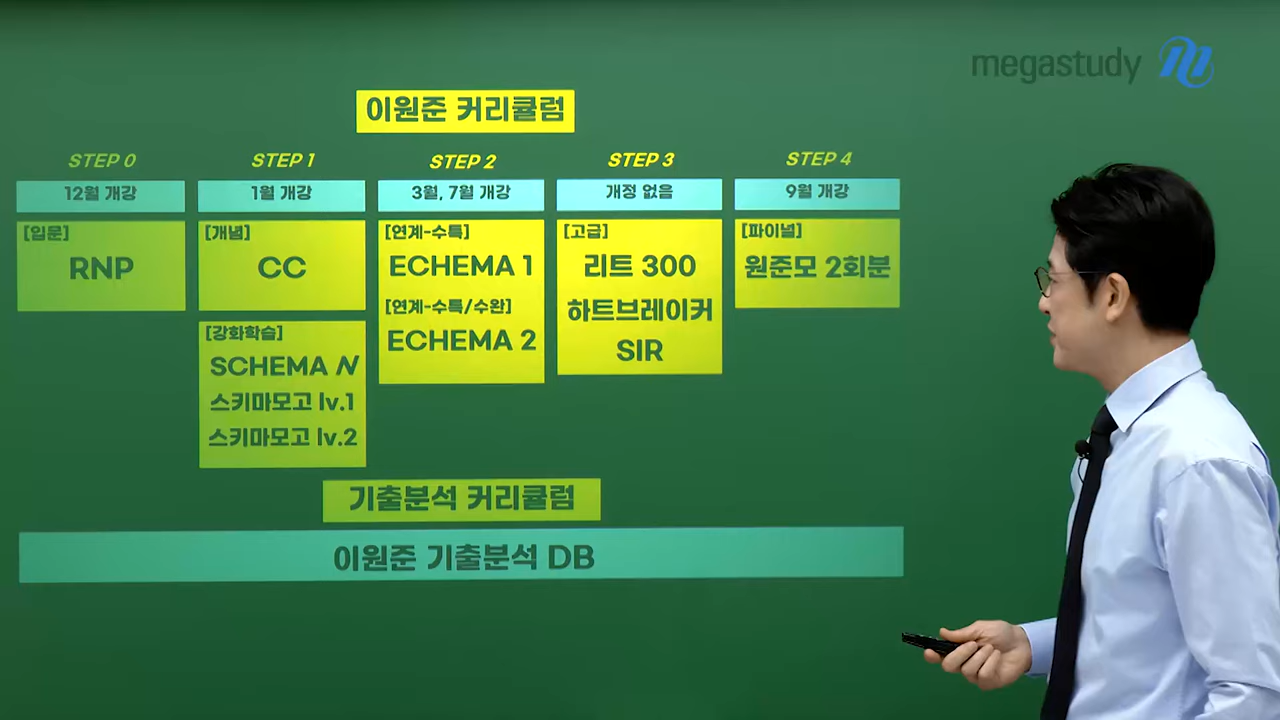 megastudy
이원준 커리큘럼
STEP 0
12월 개강
[입문]
RNP
STEP 1
1월 개강
[개념]
CC
[강화학습]
SCHEMA N
스키마모고 lv.1
스키마모고 lv.2
STEP 2
3월, 7월 개강
[연계-수특]
ECHEMA 1
[연계-수특/수완]
ECHEMA 2
STEP 3
개정 없음
[고급]
리트 300
하트브레이커
SIR
STEP 4
9월 개강
[파이널]
원준모 2회분
기출분석 커리큘럼
이원준 기출분석 DB